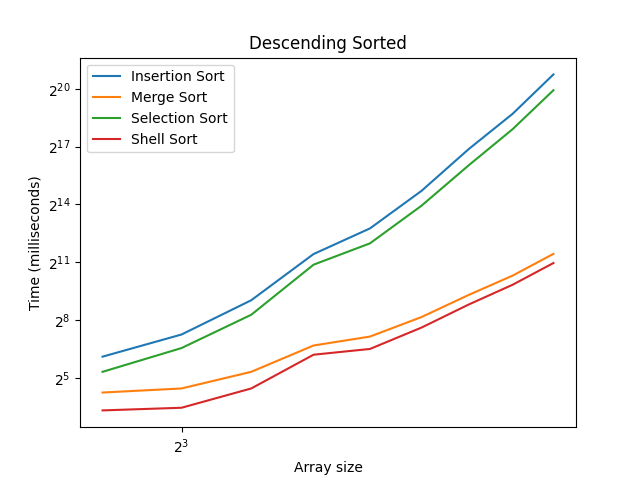 Descending Sorted
Insertion Sort
Merge Sort
Selection Sort
Shell Sort
Time (milliseconds)
2^20
2^17
2^14
2^11
2^8
2^5
2^3
Array size